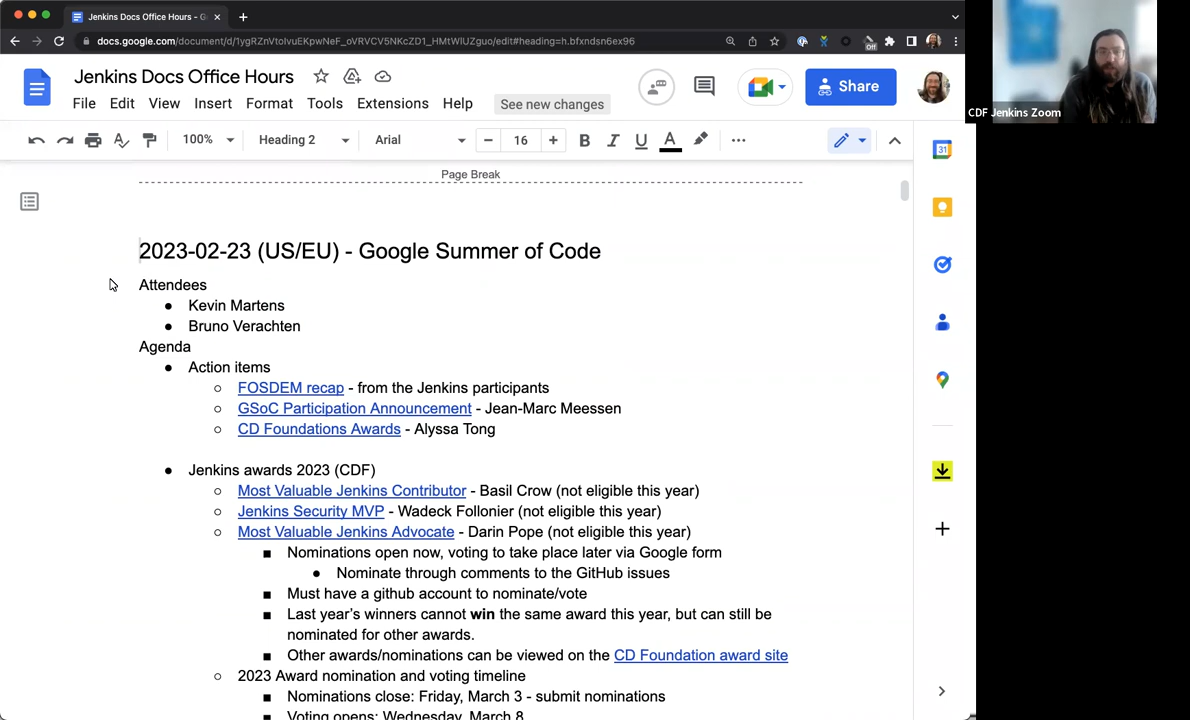 Jenkins Docs Office Hours - G
docs.google.com/document/d/1ygRZnVtoIvuEKpwNeF_oVRVCV5NKczD1_HMtWlUZguo/edit#heading=h.bfxndsn6ex96
Off
Jenkins Docs Office Hours
Share
File Edit View Insert Format Tools Extensions Help See new changes
CDF Jenkins Zoom
100% Heading 2 Arial 16 B I U A
31
Page Break
2023-02-23 (US/EU) - Google Summer of Code
Attendees
● Kevin Martens
● Bruno Verachten
Agenda
● Action items
○ FOSDEM recap - from the Jenkins participants
○ GSoC Participation Announcement - Jean-Marc Meessen
○ CD Foundations Awards - Alyssa Tong
● Jenkins awards 2023 (CDF)
○ Most Valuable Jenkins Contributor - Basil Crow (not eligible this year)
○ Jenkins Security MVP - Wadeck Follonier (not eligible this year)
○ Most Valuable Jenkins Advocate - Darin Pope (not eligible this year)
■ Nominations open now, voting to take place later via Google form
● Nominate through comments to the GitHub issues
■ Must have a github account to nominate/vote
■ Last year's winners cannot win the same award this year, but can still be
nominated for other awards.
■ Other awards/nominations can be viewed on the CD Foundation award site
○ 2023 Award nomination and voting timeline
■ Nominations close: Friday, March 3 - submit nominations
■ Voting opens: Wednesday, March 8